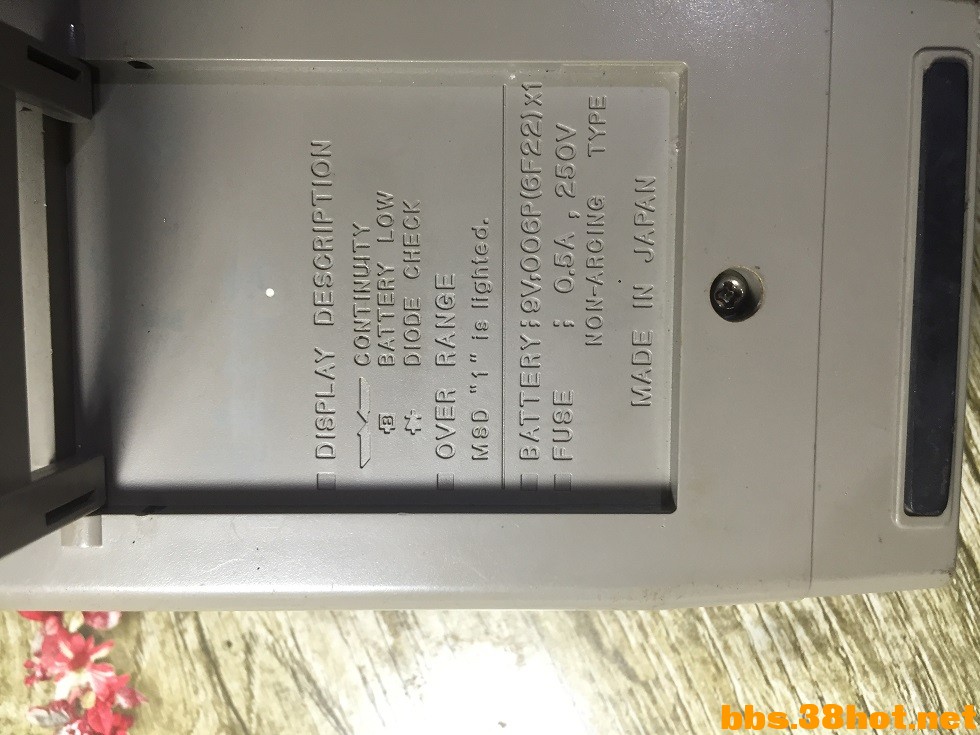 □ DISPLAY DESCRIPTION
CONTINUITY
BATTERY LOW
DIODE CHECK
□ OVER RANGE
MSD "1" is lighted.
□ BATTERY;9V,006P(6F22)x1
□ FUSE ; 0.5A , 250V
NON-ARCING TYPE
MADE IN JAPAN
bbs.38hot.net